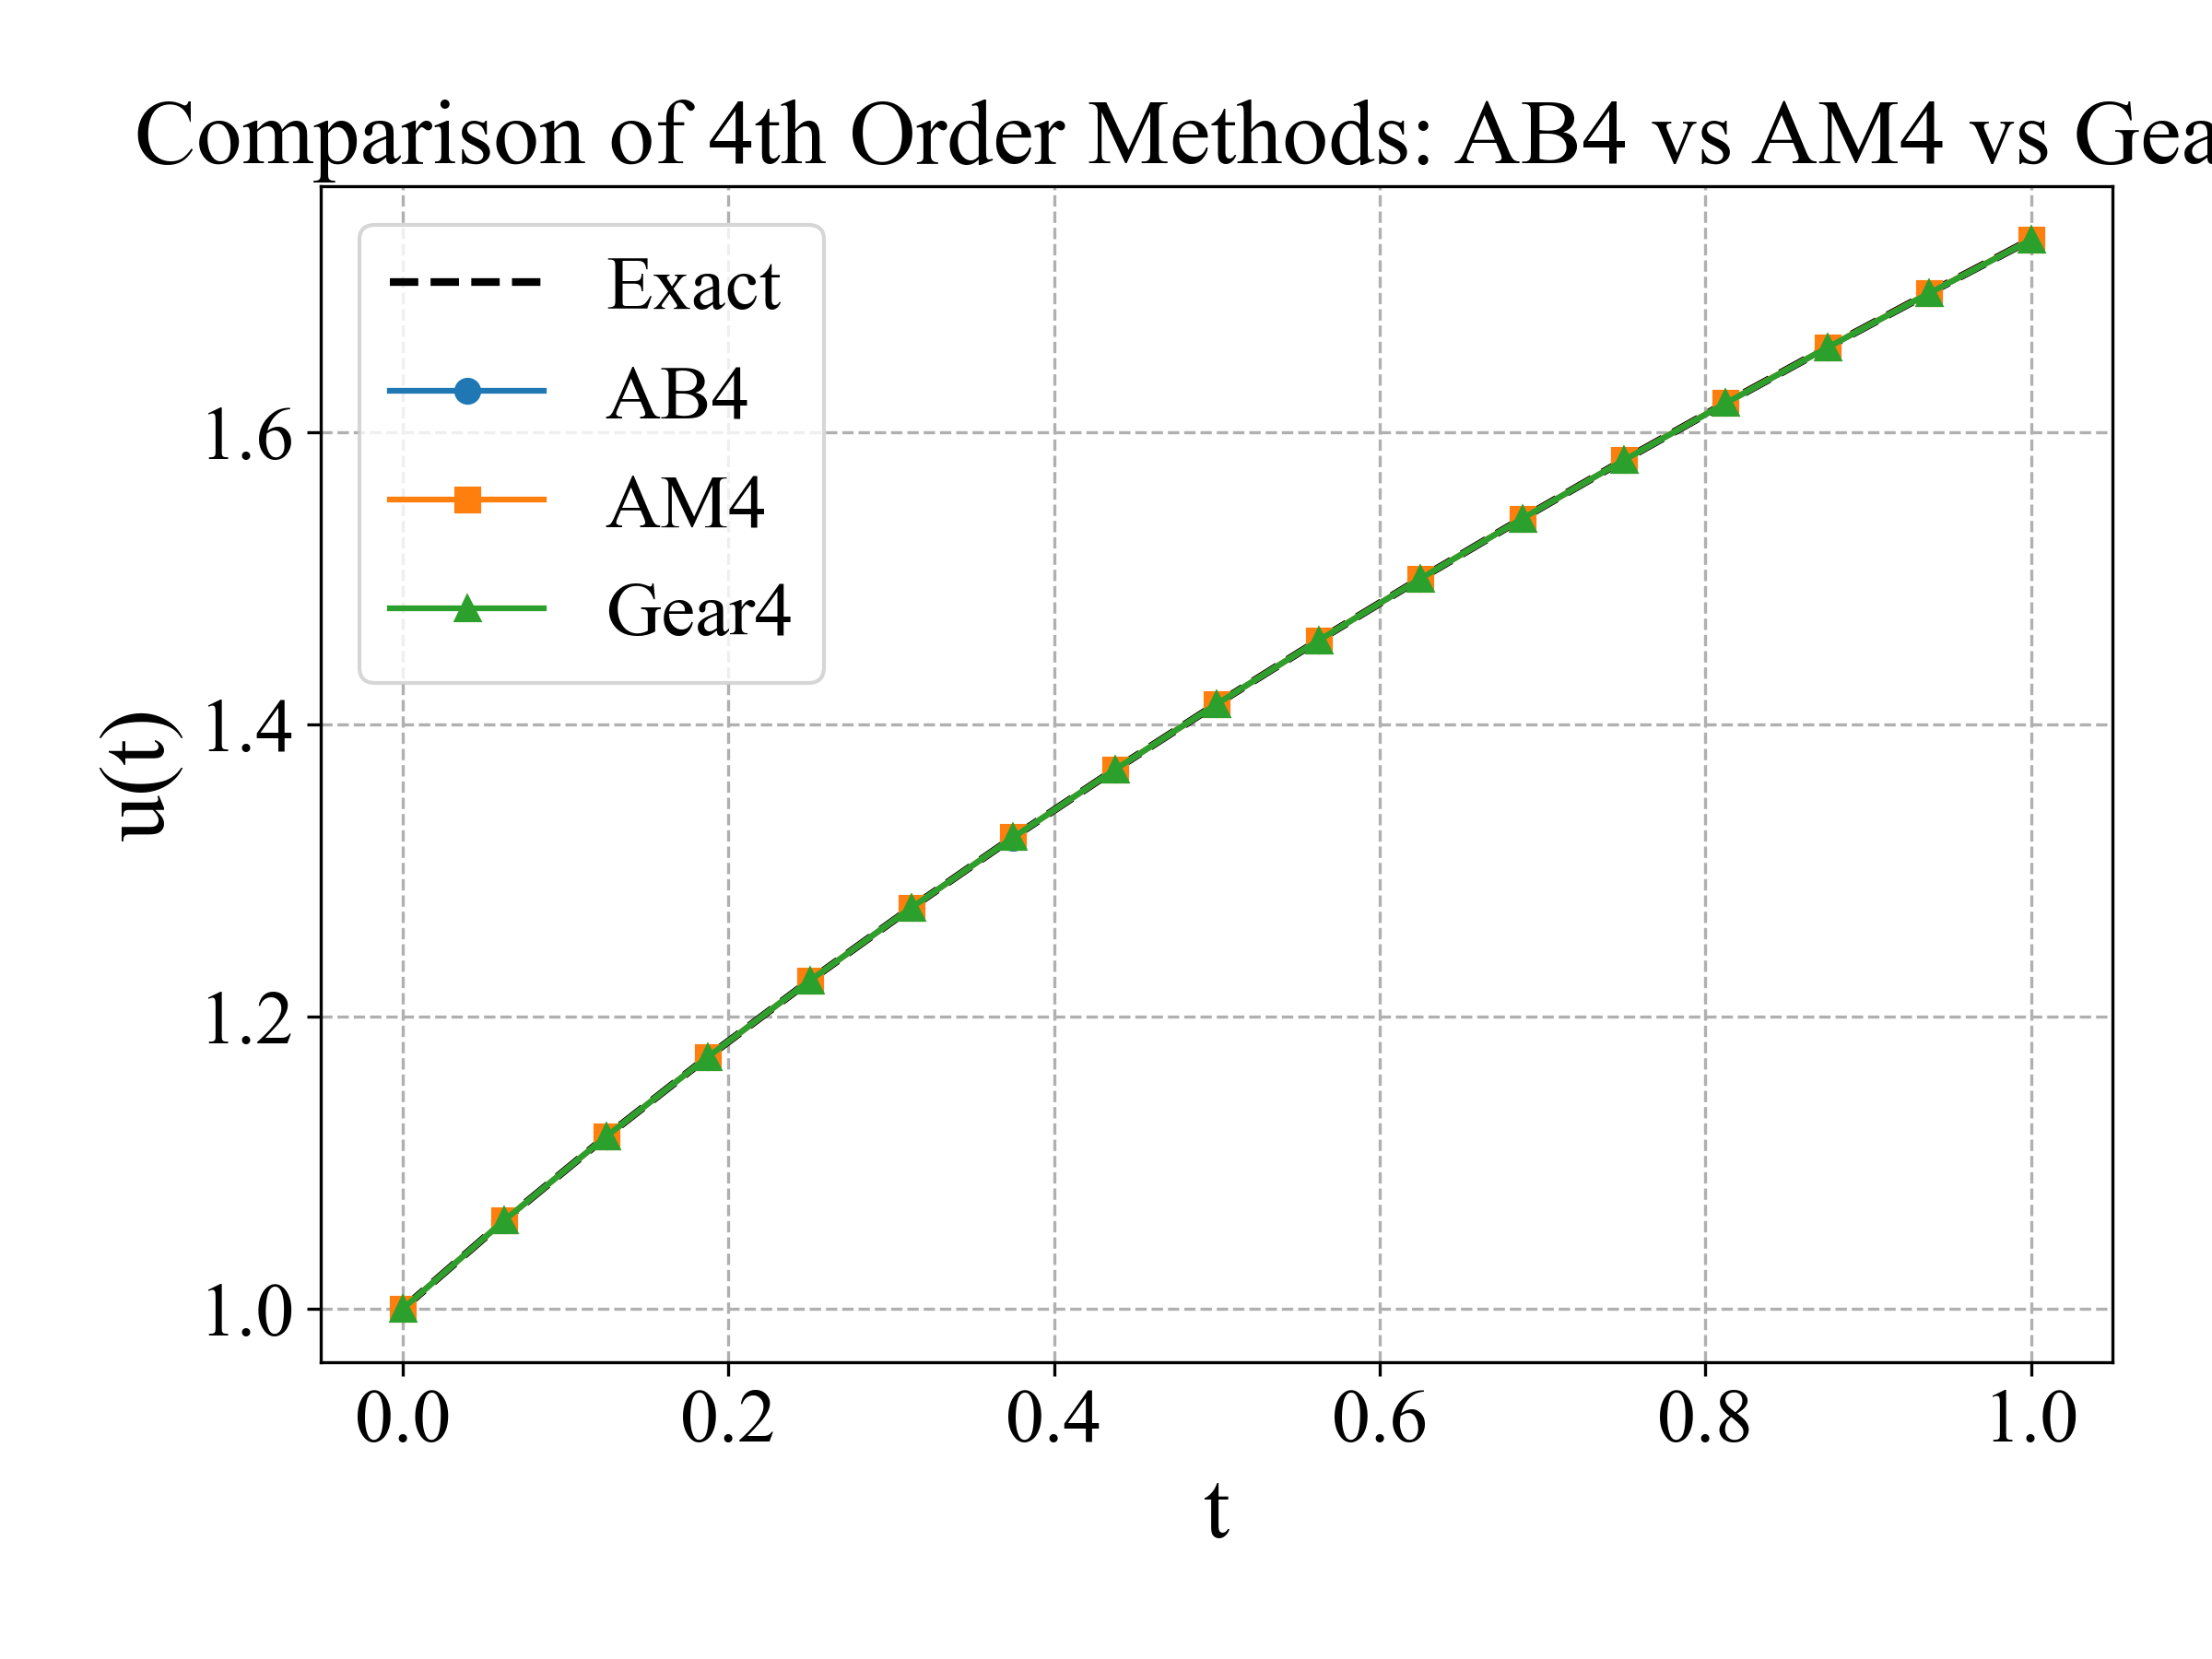 Comparison of 4th Order Methods: AB4 vs AM4 vs Gea
Exact
AB4
AM4
Gear4
u(t)
1.6
1.4
1.2
1.0
0.0 0.2 0.4 0.6 0.8 1.0
t